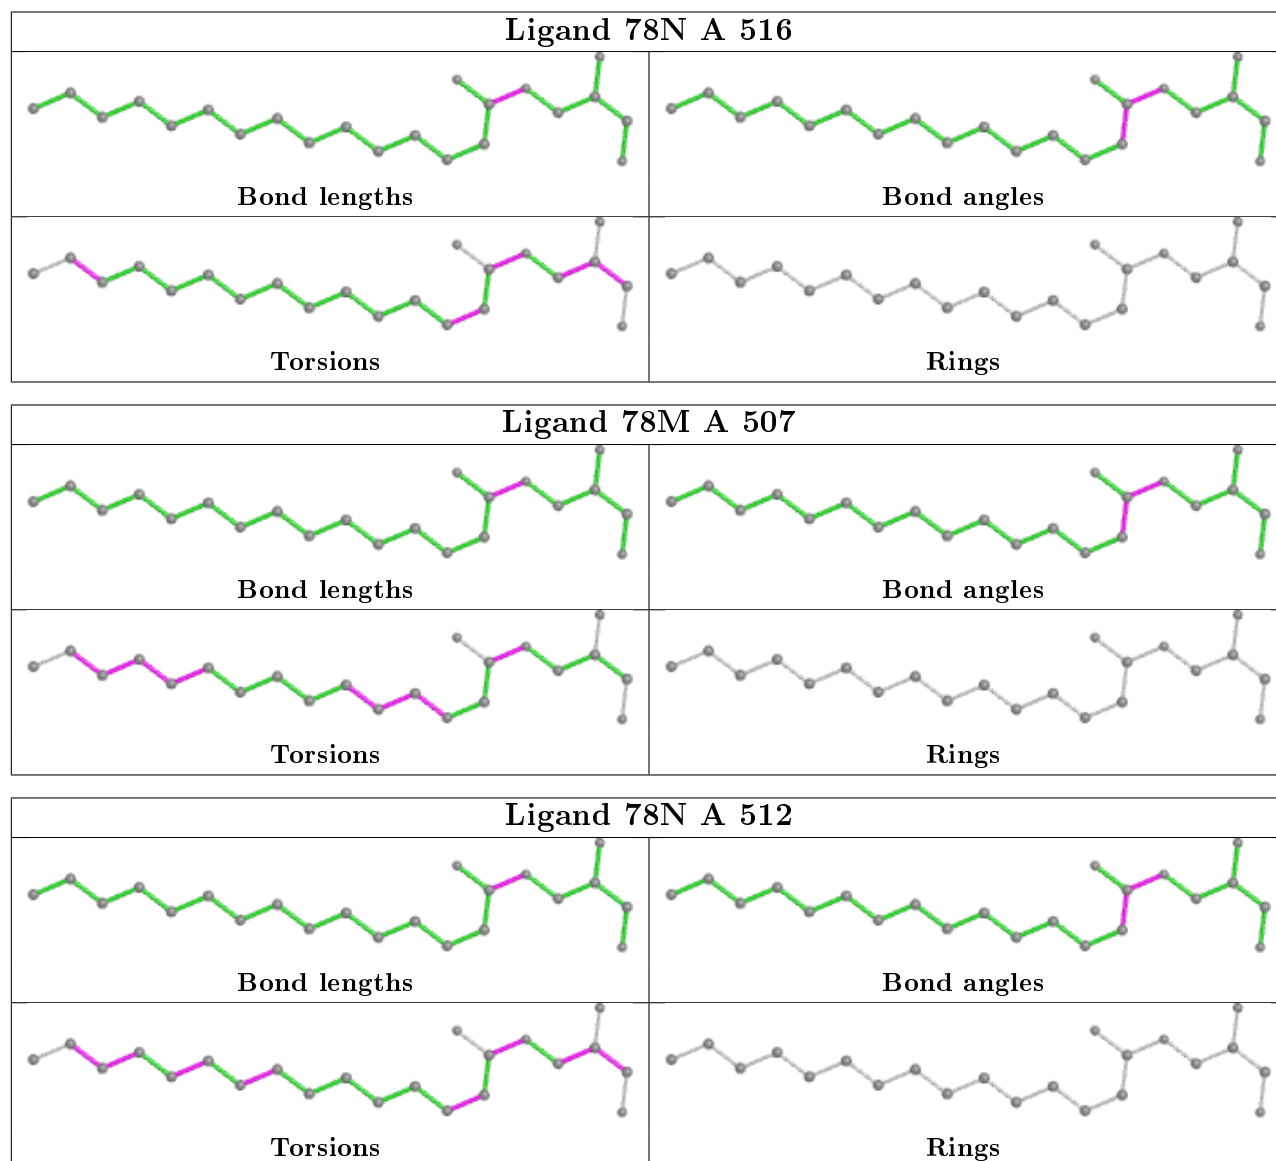 Ligand 78N A 516
Bond lengths
Bond angles
Torsions
Rings
Ligand 78M A 507
Bond lengths
Bond angles
Torsions
Rings
Ligand 78N A 512
Bond lengths
Bond angles
Torsions
Rings